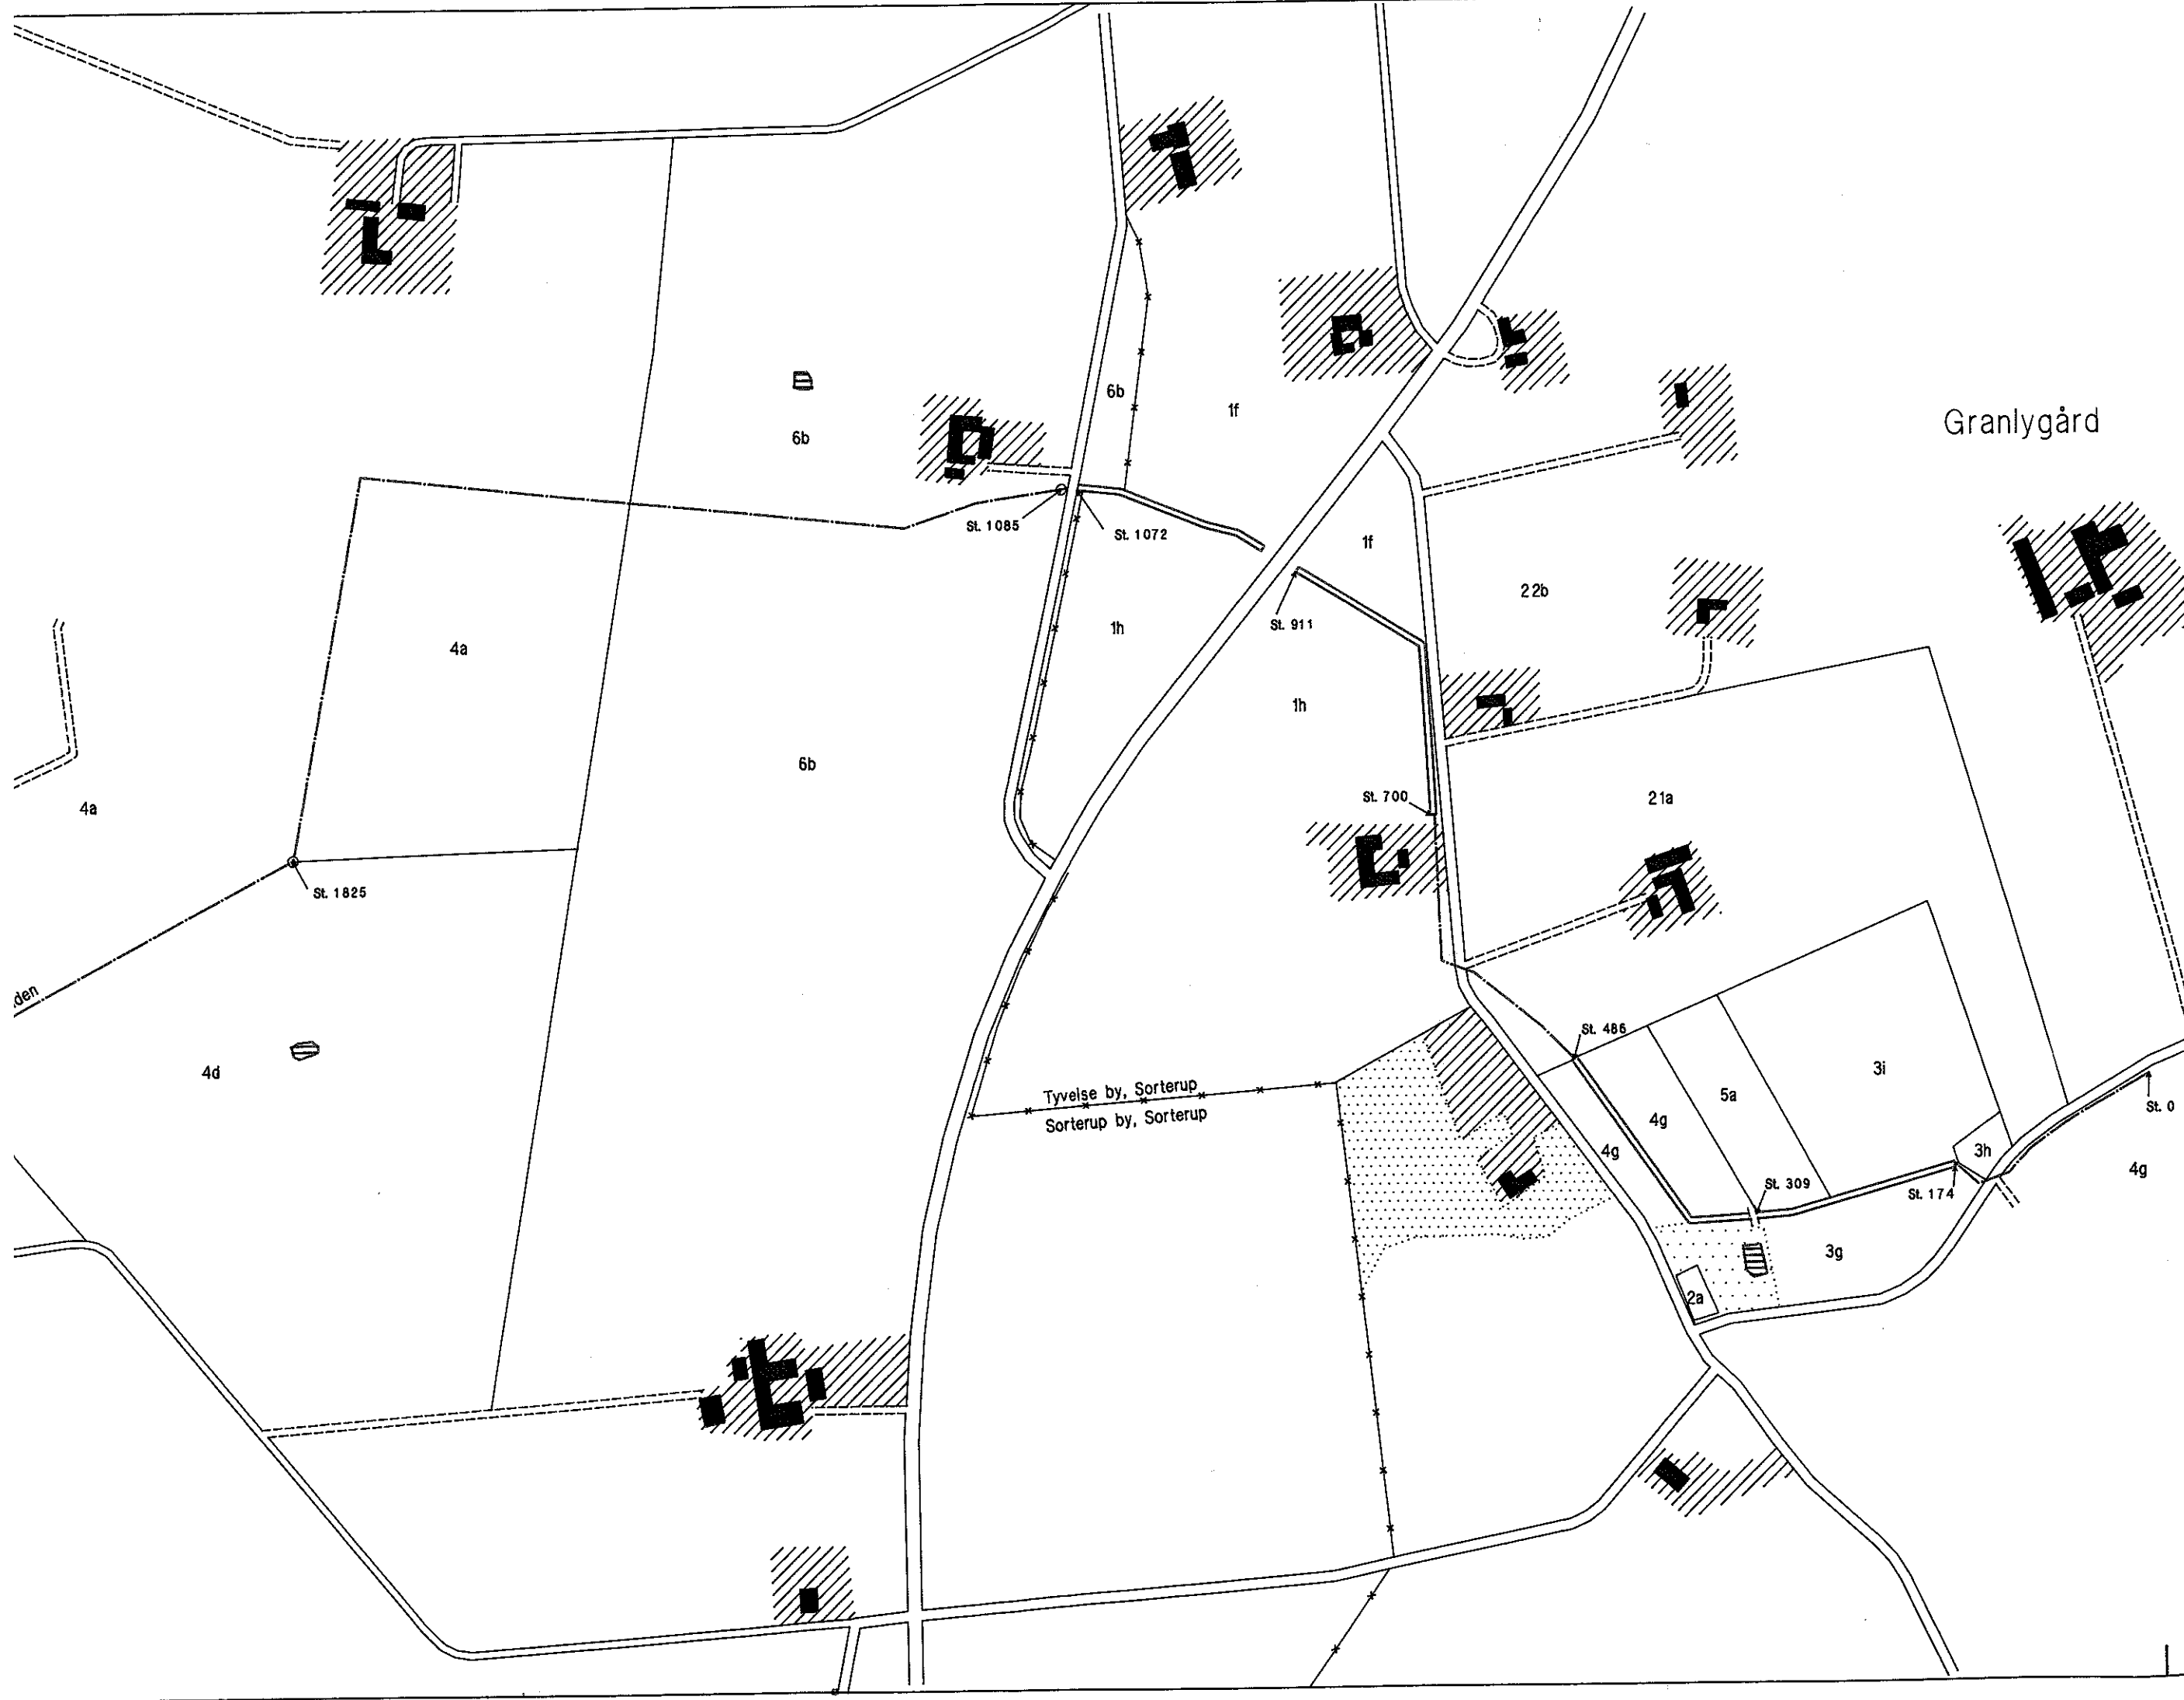 6b
1f
Granlygård
6b
St. 1085
St. 1072
1f
22b
St. 911
1h
4a
1h
6b
4a
St. 700
21a
St. 1825
den
St. 486
4d
3i
5a
Tyvelse by, Sorterup
Sorterup by, Sorterup
4g
St. 0
4g
3h
4g
St. 309
St. 174
3g
2a